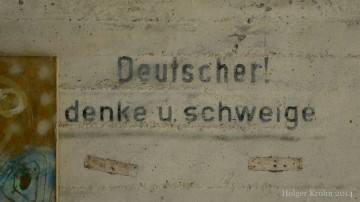 Deutscher!
denke u. schweige
Holger Krohn 2014